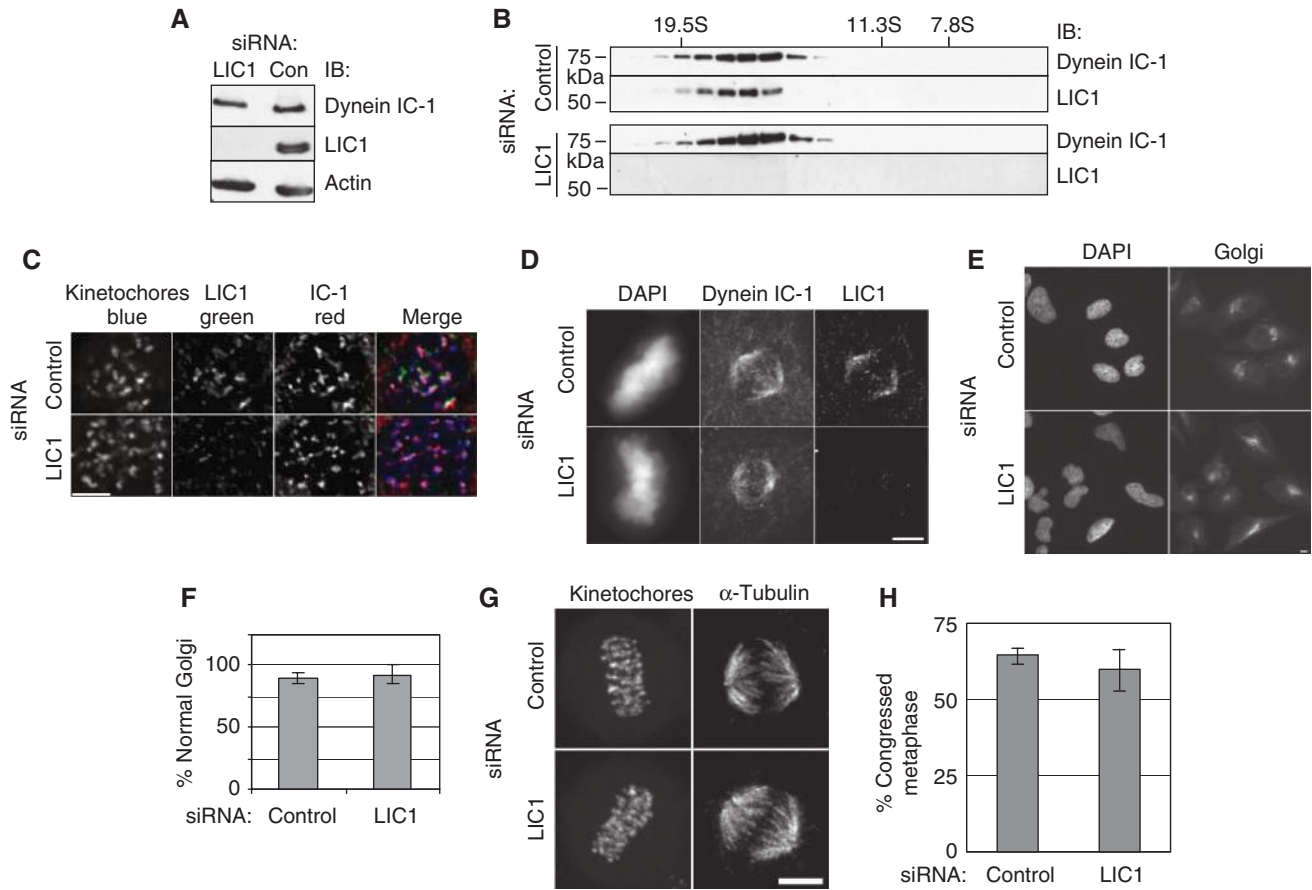 A
siRNA:
LIC1 Con IB:
Dynein IC-1
LIC1
Actin
B
19.5S 11.3S 7.8S IB:
siRNA:
Control
75
kDa
50
Dynein IC-1
LIC1
LIC1
75
kDa
50
Dynein IC-1
LIC1
C
Kinetochores LIC1 IC-1
blue green red Merge
siRNA
Control
LIC1
D
DAPI Dynein IC-1 LIC1
siRNA
Control
LIC1
E
DAPI Golgi
siRNA
Control
LIC1
F
% Normal Golgi
100
50
0
siRNA: Control LIC1
G
Kinetochores α-Tubulin
siRNA
Control
LIC1
H
% Congressed
metaphase
75
50
25
0
siRNA: Control LIC1